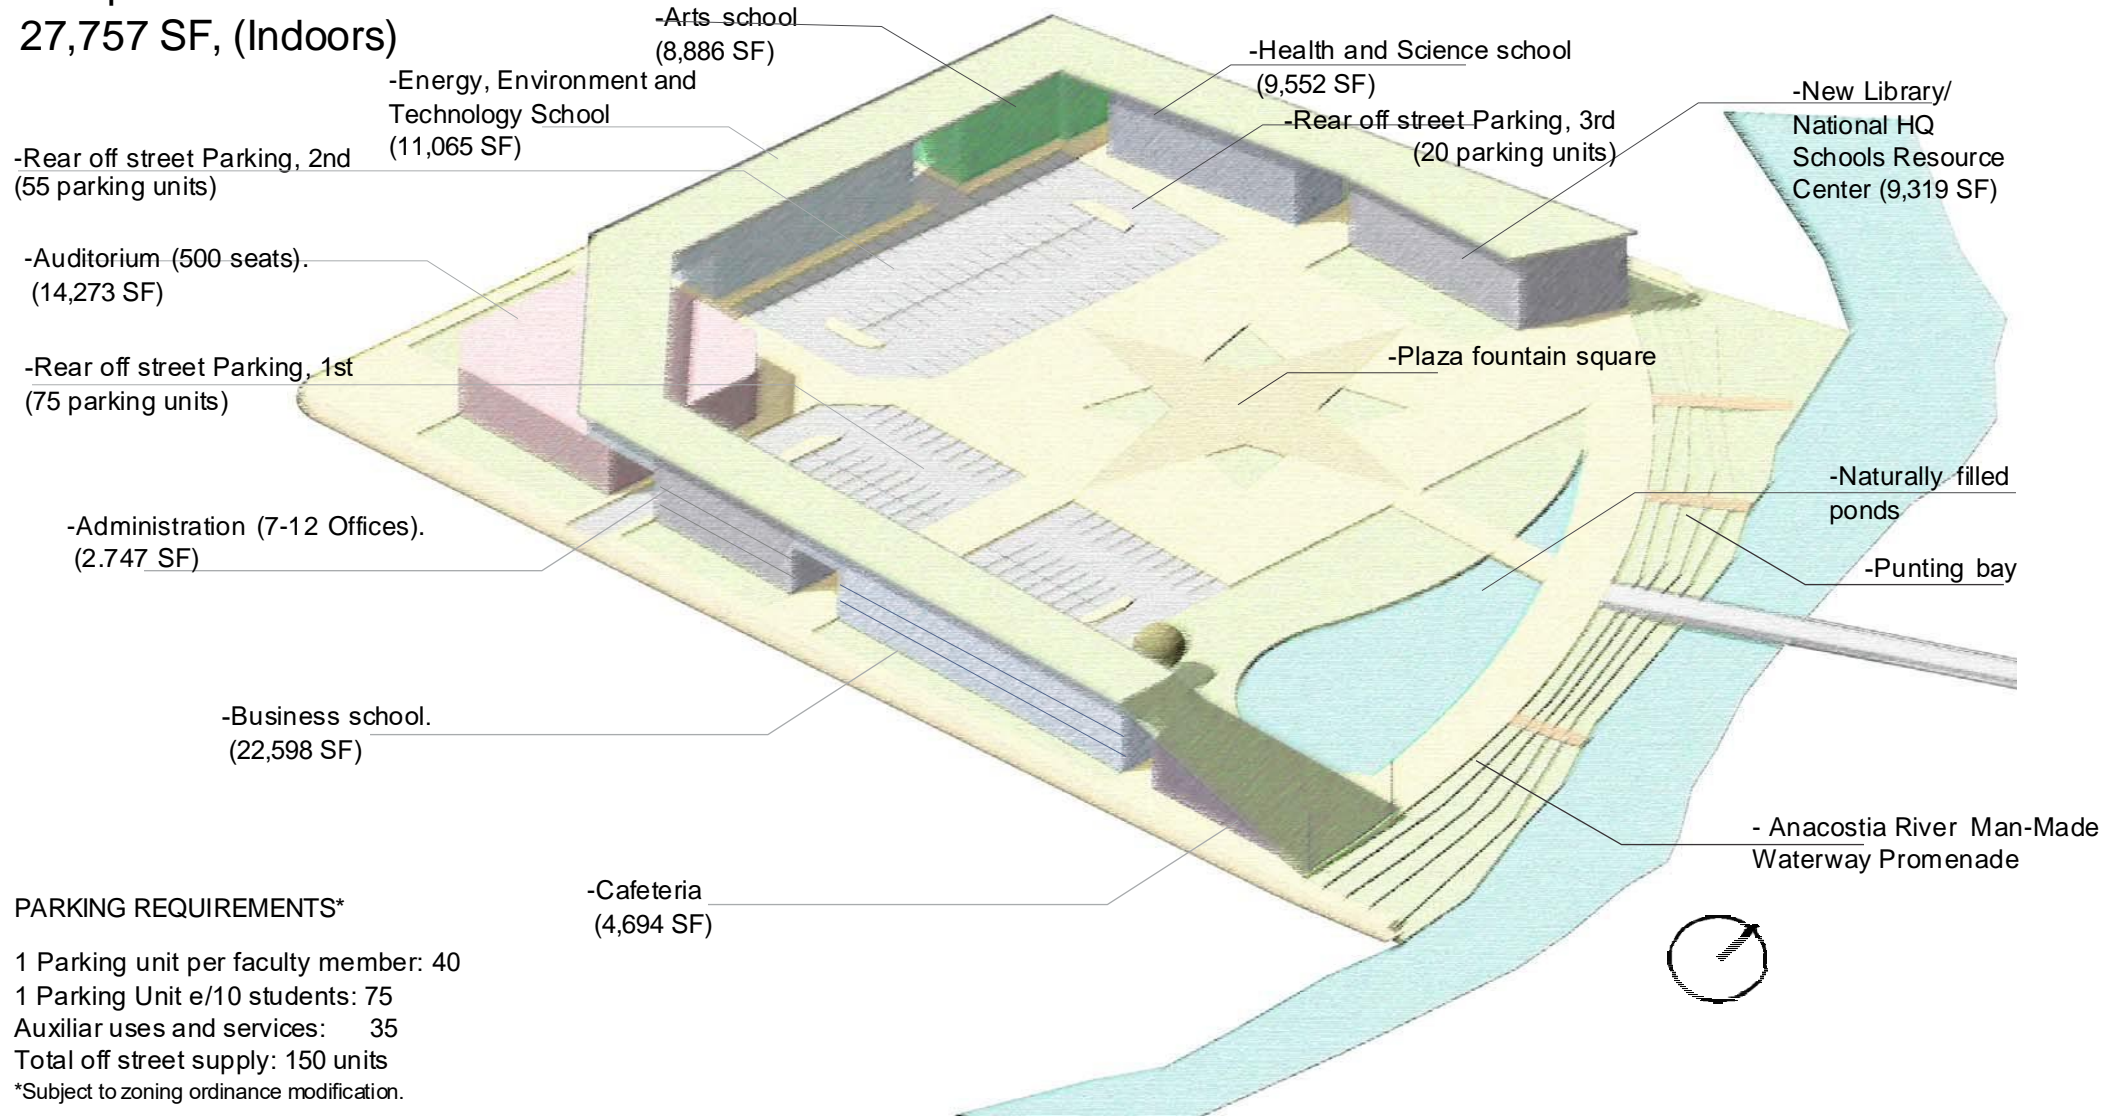 27,757 SF, (Indoors)
-Arts school
(8,886 SF)
-Health and Science school
(9,552 SF)
-Energy, Environment and
Technology School
(11,065 SF)
-Rear off street Parking, 3rd
(20 parking units)
-New Library/
National HQ
Schools Resource
Center (9,319 SF)
-Rear off street Parking, 2nd
(55 parking units)
-Auditorium (500 seats).
(14,273 SF)
-Rear off street Parking, 1st
(75 parking units)
-Plaza fountain square
-Naturally filled
ponds
-Administration (7-12 Offices).
(2.747 SF)
-Punting bay
-Business school.
(22,598 SF)
- Anacostia River Man-Made
Waterway Promenade
-Cafeteria
(4,694 SF)
PARKING REQUIREMENTS*
1 Parking unit per faculty member: 40
1 Parking Unit e/10 students: 75
Auxiliar uses and services: 35
Total off street supply: 150 units
*Subject to zoning ordinance modification.